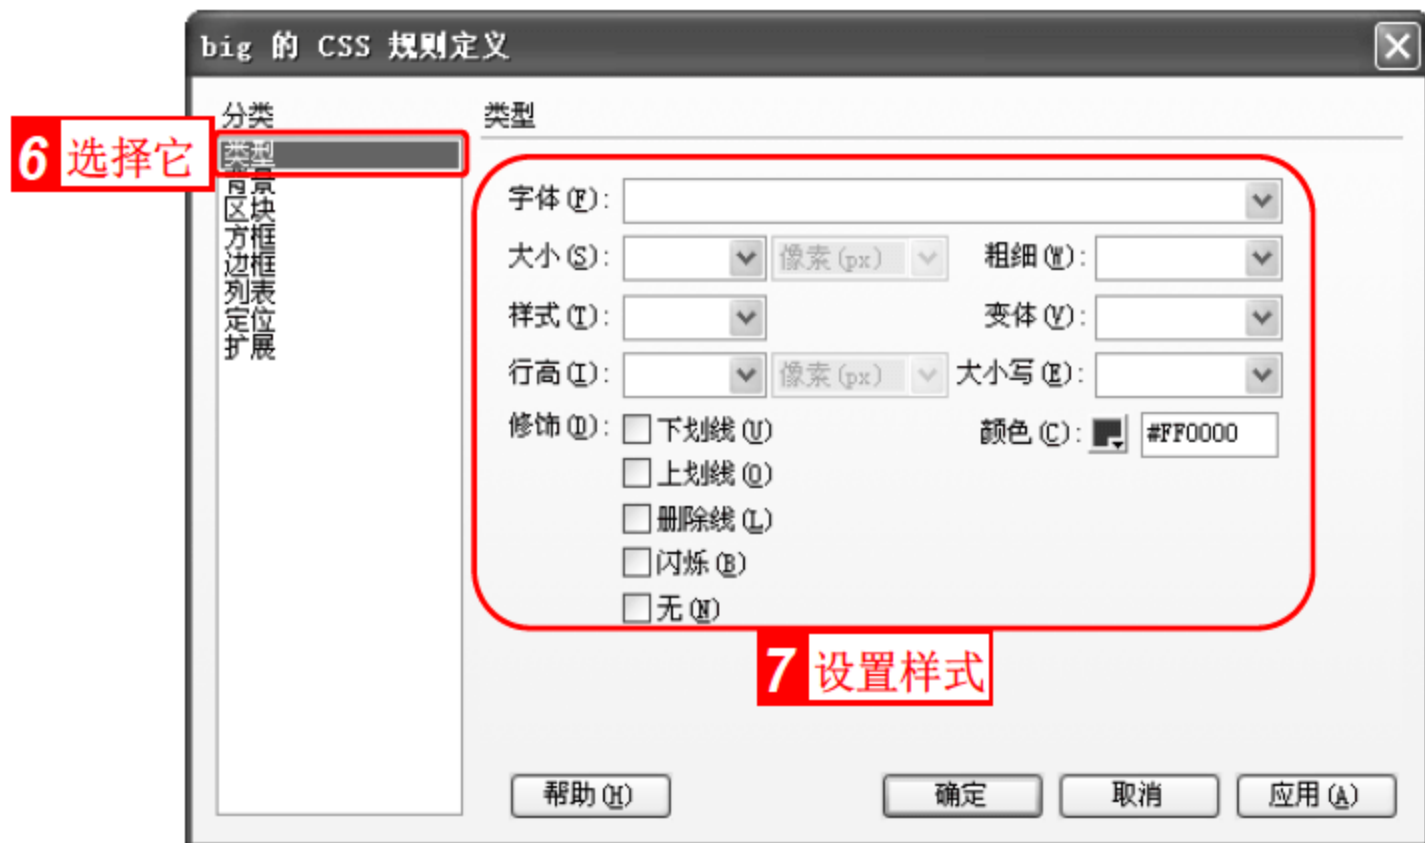 big 的 CSS 规则定义
分类
类型
6 选择它
类型
背景
区块
方框
边框
列表
定位
扩展
字体(F):
大小(S): 像素(px) 粗细(W):
样式(T): 变体(V):
行高(I): 像素(px) 大小写(E):
修饰(D): 下划线(U) 颜色(C): #FF0000
上划线(O)
删除线(L)
闪烁(B)
无(N)
7 设置样式
帮助(H) 确定 取消 应用(A)